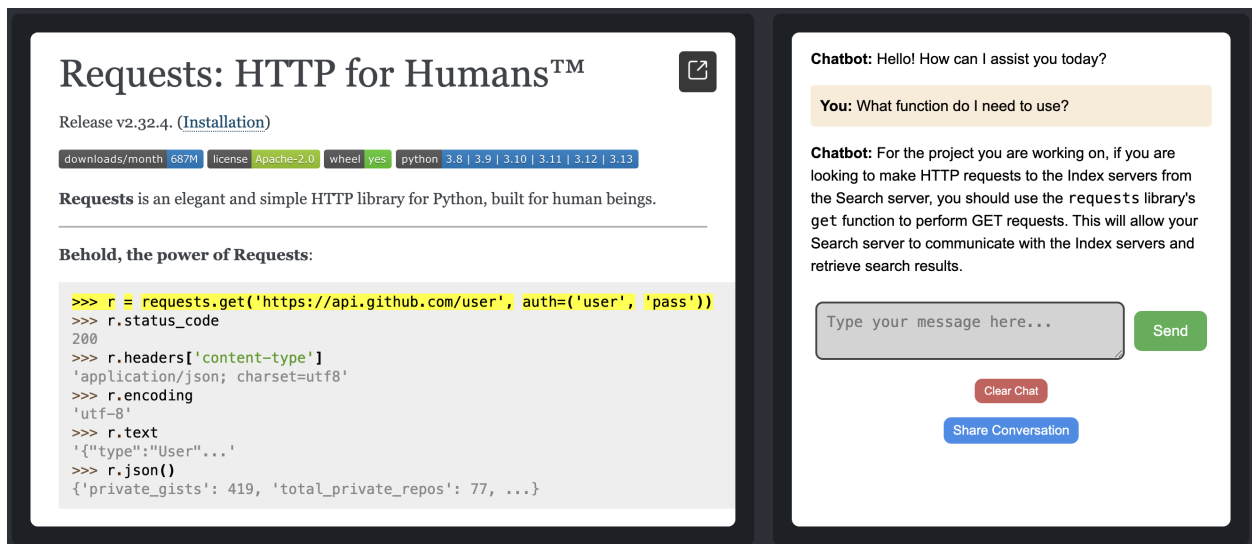 Requests: HTTP for Humans™
Release v2.32.4. (Installation)
downloads/month 687M license Apache-2.0 wheel yes python 3.8 | 3.9 | 3.10 | 3.11 | 3.12 | 3.13
Requests is an elegant and simple HTTP library for Python, built for human beings.
Behold, the power of Requests:
>>> r = requests.get('https://api.github.com/user', auth=('user', 'pass'))
>>> r.status_code
200
>>> r.headers['content-type']
'application/json; charset=utf8'
>>> r.encoding
'utf-8'
>>> r.text
'{"type":"User"...'
>>> r.json()
{'private_gists': 419, 'total_private_repos': 77, ...}
Chatbot: Hello! How can I assist you today?
You: What function do I need to use?
Chatbot: For the project you are working on, if you are
looking to make HTTP requests to the Index servers from
the Search server, you should use the requests library's
get function to perform GET requests. This will allow your
Search server to communicate with the Index servers and
retrieve search results.
Type your message here...
Send
Clear Chat
Share Conversation